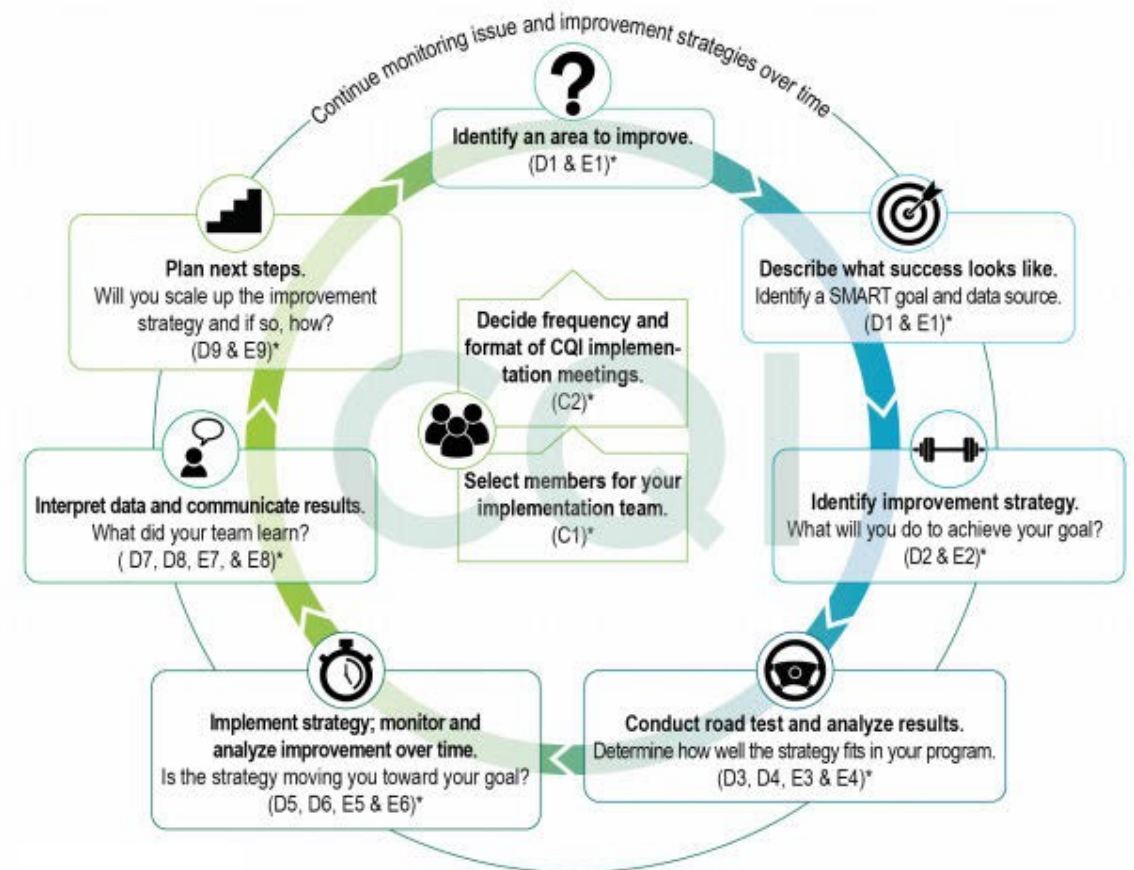 Continue monitoring issue and improvement strategies over time
Identify an area to improve.
(D1 & E1)*
Describe what success looks like.
Identify a SMART goal and data source.
(D1 & E1)*
Identify improvement strategy.
What will you do to achieve your goal?
(D2 & E2)*
Conduct road test and analyze results.
Determine how well the strategy fits in your program.
(D3, D4, E3 & E4)*
Implement strategy; monitor and
analyze improvement over time.
Is the strategy moving you toward your goal?
(D5, D6, E5 & E6)*
Interpret data and communicate results.
What did your team learn?
( D7, D8, E7, & E8)*
Plan next steps.
Will you scale up the improvement
strategy and if so, how?
(D9 & E9)*
Decide frequency and
format of CQI implemen-
tation meetings.
(C2)*
Select members for your
implementation team.
(C1)*
CQI